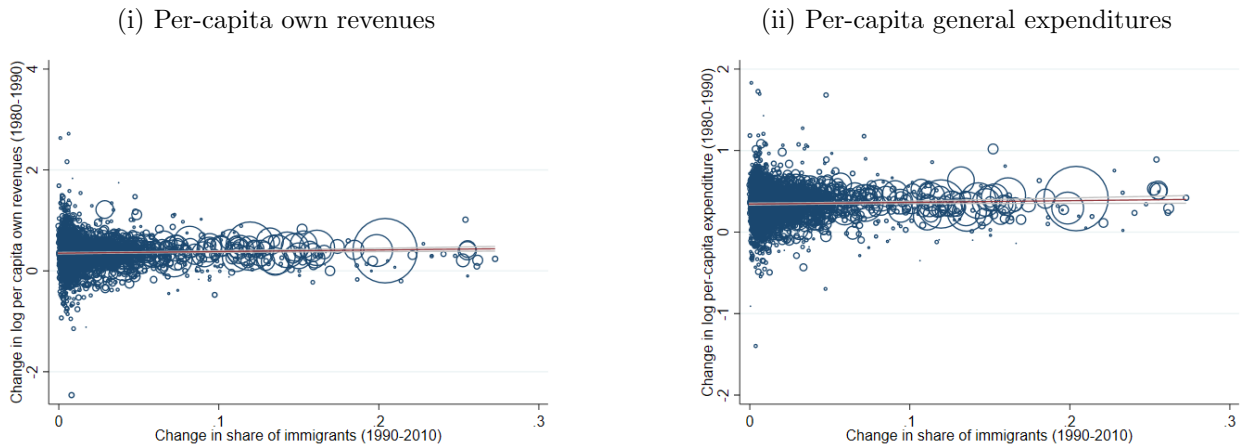 (i) Per-capita own revenues
Change in log per capita own revenues (1980-1990)
4
2
0
-2
0
.1
.2
.3
Change in share of immigrants (1990-2010)
(ii) Per-capita general expenditures
Change in log per-capita expenditure (1980-1990)
2
1
0
-1
-2
0
.1
.2
.3
Change in share of immigrants (1990-2010)